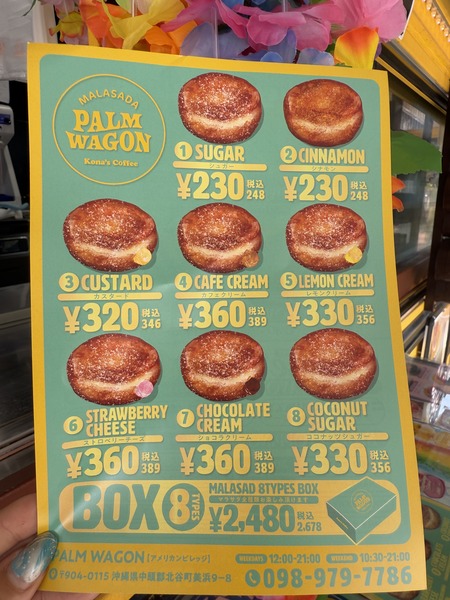 MALASADA
PALM
WAGON
Kona's Coffee
1 SUGAR
シュガー
¥230 税込 248
2 CINNAMON
シナモン
¥230 税込 248
3 CUSTARD
カスタード
¥320 税込 346
4 CAFE CREAM
カフェクリーム
¥360 税込 389
5 LEMON CREAM
レモンクリーム
¥330 税込 356
6 STRAWBERRY
CHEESE
ストロベリーチーズ
¥360 税込 389
7 CHOCOLATE
CREAM
ショコラクリーム
¥360 税込 389
8 COCONUT
SUGAR
ココナッツシュガー
¥330 税込 356
BOX 8 TYPES
MALASAD 8TYPES BOX
¥2,480 税込 2,678
PALM WAGON【アメリカンビレッジ】
〒904-0115 沖縄県中頭郡北谷町美浜9-8
WEEKDAYS 12:00-21:00 WEEKEND 10:30-21:00
098-979-7786